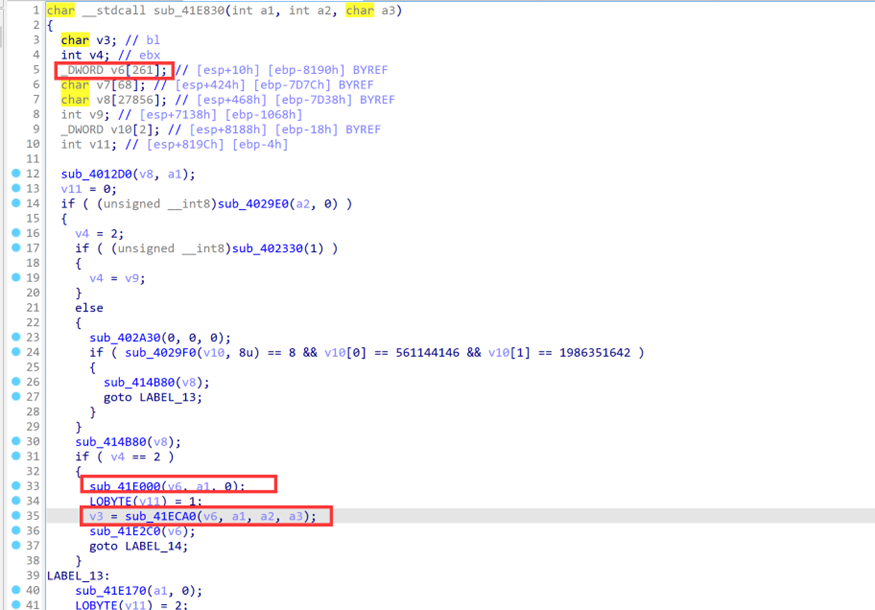 1 char __stdcall sub_41E830(int a1, int a2, char a3)
2 {
3 char v3; // bl
4 int v4; // ebx
5 _DWORD v6[261]; // [esp+10h] [ebp-8190h] BYREF
6 char v7[68]; // [esp+424h] [ebp-7D7Ch] BYREF
7 char v8[27856]; // [esp+468h] [ebp-7D38h] BYREF
8 int v9; // [esp+7138h] [ebp-1068h]
9 _DWORD v10[2]; // [esp+8188h] [ebp-18h] BYREF
10 int v11; // [esp+819Ch] [ebp-4h]
11
12 sub_4012D0(v8, a1);
13 v11 = 0;
14 if ( (unsigned __int8)sub_4029E0(a2, 0) )
15 {
16 v4 = 2;
17 if ( (unsigned __int8)sub_402330(1) )
18 {
19 v4 = v9;
20 }
21 else
22 {
23 sub_402A30(0, 0, 0);
24 if ( sub_4029F0(v10, 8u) == 8 && v10[0] == 561144146 && v10[1] == 1986351642 )
25 {
26 sub_414B80(v8);
27 goto LABEL_13;
28 }
29 }
30 sub_414B80(v8);
31 if ( v4 == 2 )
32 {
33 sub_41E000(v6, a1, 0);
34 LOBYTE(v11) = 1;
35 v3 = sub_41ECA0(v6, a1, a2, a3);
36 sub_41E2C0(v6);
37 goto LABEL_14;
38 }
39 LABEL_13:
40 sub_41E170(a1, 0);
41 LOBYTE(v11) = 2;